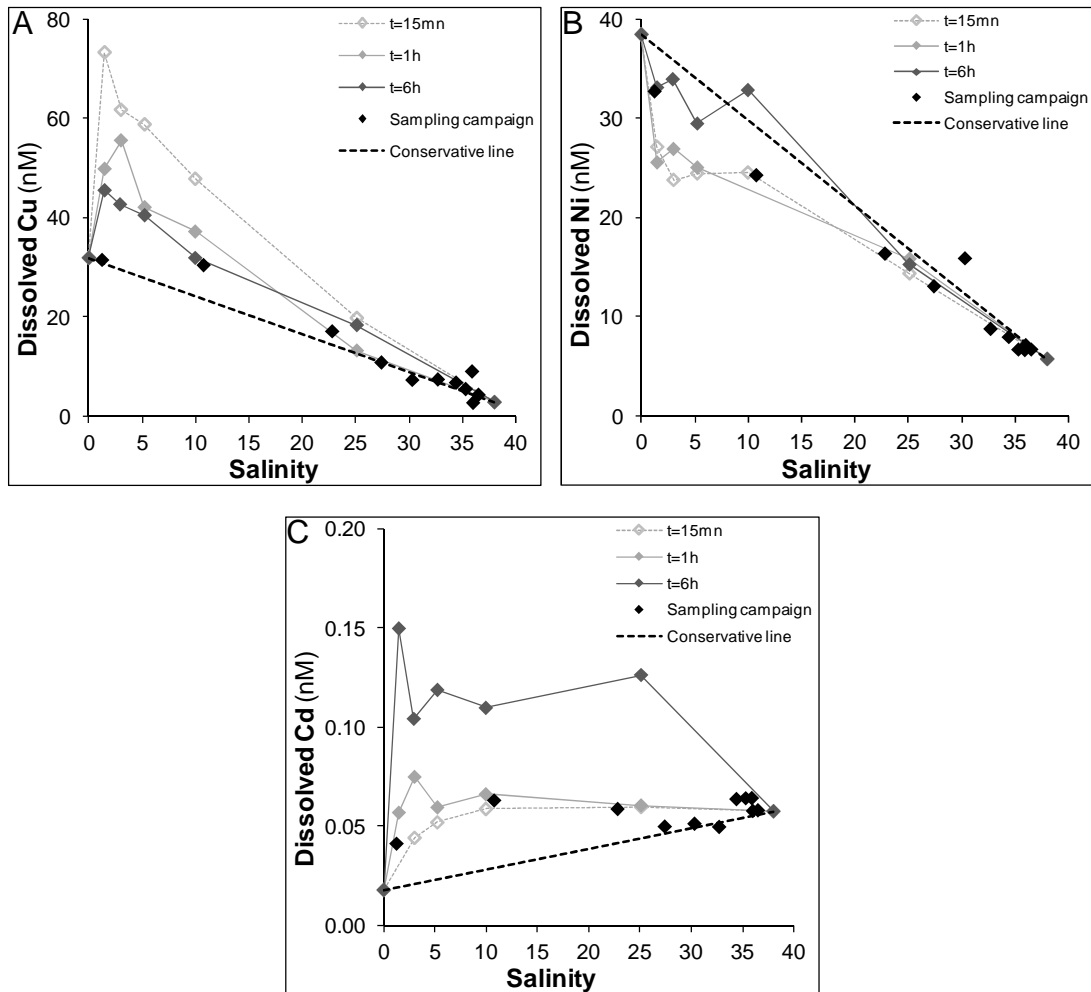 A
80
60
40
20
0
0 5 10 15 20 25 30 35 40
Dissolved Cu (nM)
Salinity
t=15mn
t=1h
t=6h
Sampling campaign
Conservative line
B
40
30
20
10
0
0 5 10 15 20 25 30 35 40
Dissolved Ni (nM)
Salinity
t=15mn
t=1h
t=6h
Sampling campaign
Conservative line
C
0.20
0.15
0.10
0.05
0.00
0 5 10 15 20 25 30 35 40
Dissolved Cd (nM)
Salinity
t=15mn
t=1h
t=6h
Sampling campaign
Conservative line